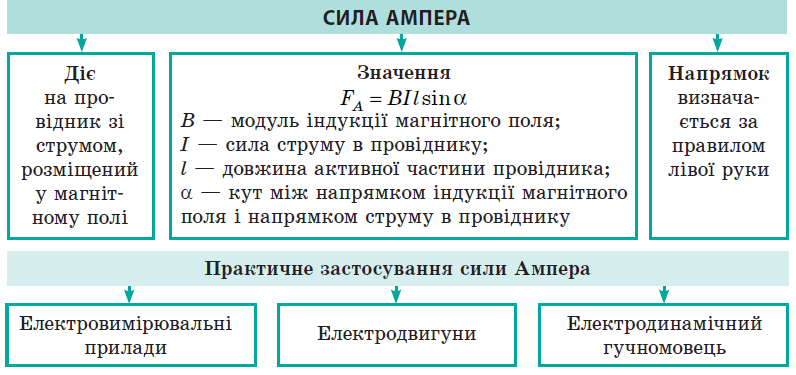 СИЛА АМПЕРА
Діє
на про-
відник зі
струмом,
розміщений
у магніт-
ному полі
Значення
F_A = BIl sin α
B — модуль індукції магнітного поля;
I — сила струму в провіднику;
l — довжина активної частини провідника;
α — кут між напрямком індукції магнітного
поля і напрямком струму в провіднику
Напрямок
визнача-
ється за
правилом
лівої руки
Практичне застосування сили Ампера
Електровимірювальні
прилади
Електродвигуни
Електродинамічний
гучномовець